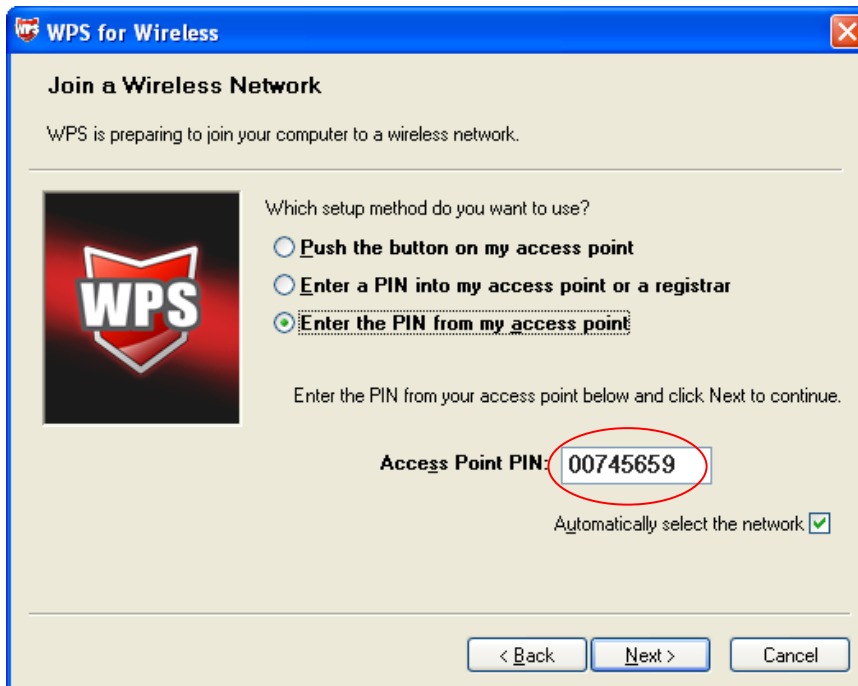 WPS for Wireless
Join a Wireless Network
WPS is preparing to join your computer to a wireless network.
WPS
Which setup method do you want to use?
Push the button on my access point
Enter a PIN into my access point or a registrar
Enter the PIN from my access point
Enter the PIN from your access point below and click Next to continue.
Access Point PIN: 00745659
Automatically select the network
< Back Next > Cancel